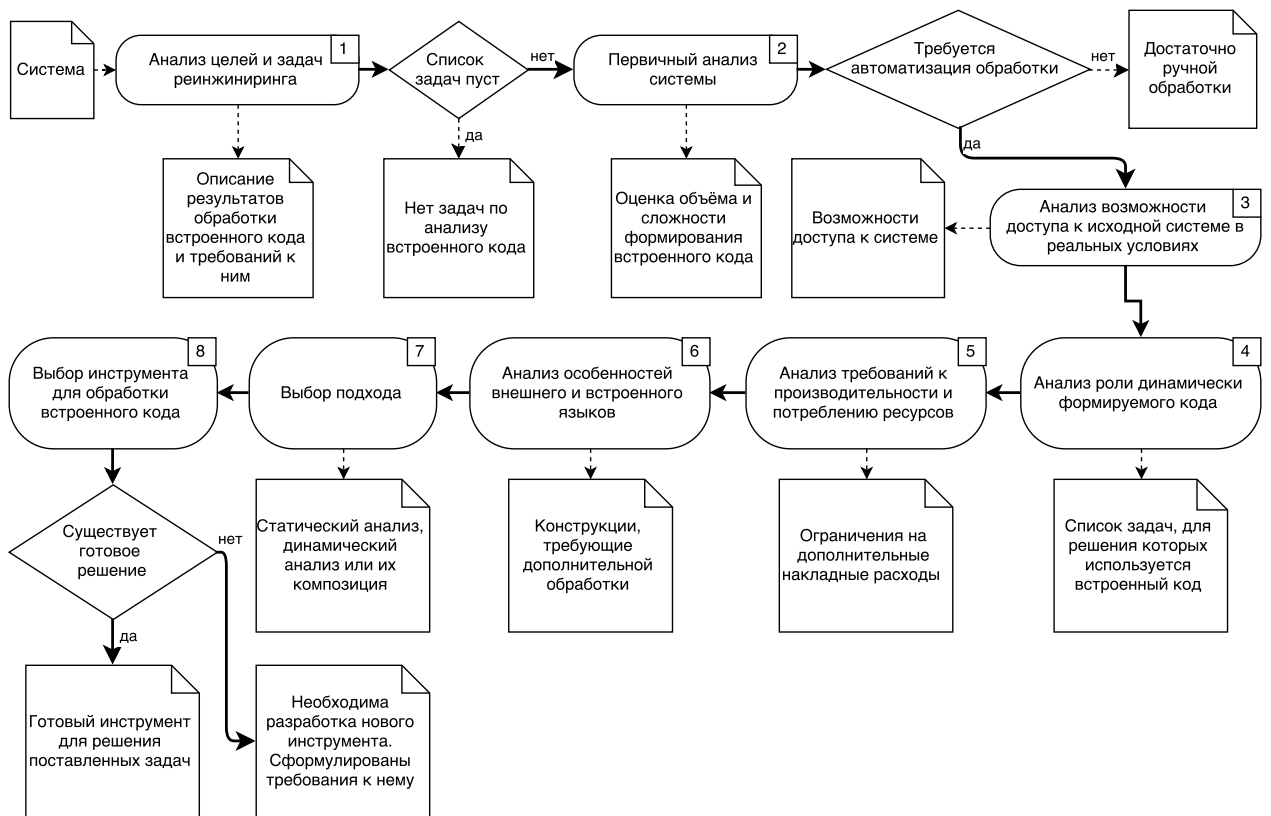 Система
Анализ целей и задач
реинжиниринга
1
Список
задач пуст
нет
да
Первичный анализ
системы
2
Требуется
автоматизация обработки
нет
да
Достаточно
ручной
обработки
Описание
результатов
обработки
встроенного кода
и требований к
ним
Нет задач по
анализу
встроенного кода
Оценка объёма и
сложности
формирования
встроенного кода
Возможности
доступа к системе
Анализ возможности
доступа к исходной системе в
реальных условиях
3
Анализ роли динамически
формируемого кода
4
Анализ требований к
производительности и
потреблению ресурсов
5
Анализ особенностей
внешнего и встроенного
языков
6
Выбор подхода
7
Выбор инструмента
для обработки
встроенного кода
8
Существует
готовое
решение
нет
да
Статический анализ,
динамический
анализ или их
композиция
Конструкции,
требующие
дополнительной
обработки
Ограничения на
дополнительные
накладные расходы
Список задач, для
решения которых
используется
встроенный код
Готовый инструмент
для решения
поставленных задач
Необходима
разработка нового
инструмента.
Сформулированы
требования к нему